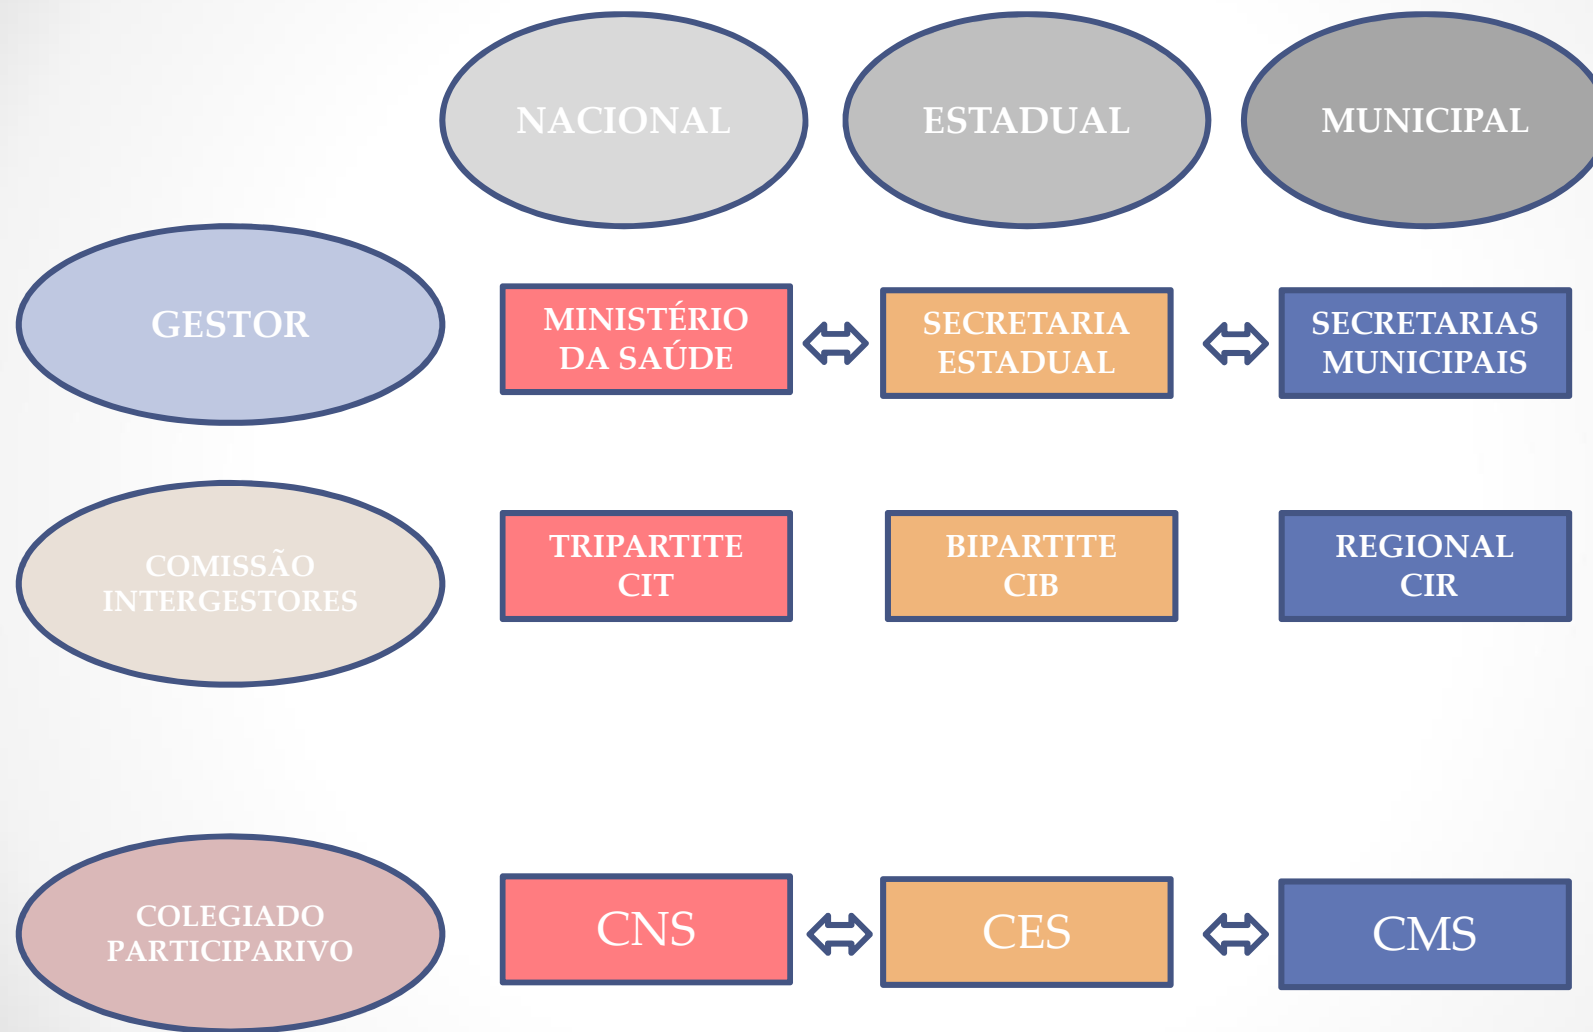 NACIONAL
ESTADUAL
MUNICIPAL
GESTOR
MINISTÉRIO
DA SAÚDE
SECRETARIA
ESTADUAL
SECRETARIAS
MUNICIPAIS
COMISSÃO
INTERGESTORES
TRIPARTITE
CIT
BIPARTITE
CIB
REGIONAL
CIR
COLEGIADO
PARTICIPARIVO
CNS
CES
CMS